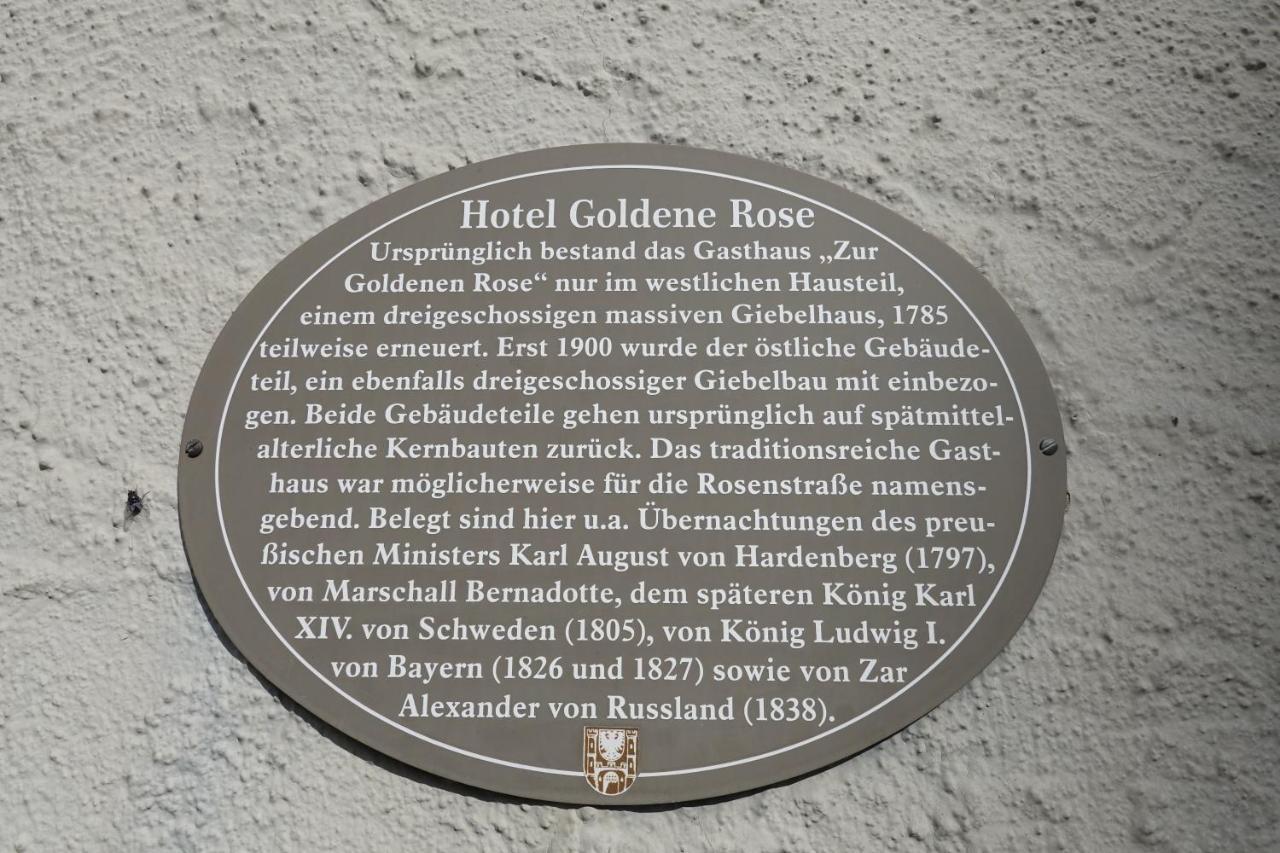 Hotel Goldene Rose
Ursprünglich bestand das Gasthaus „Zur
Goldenen Rose“ nur im westlichen Hausteil,
einem dreigeschossigen massiven Giebelhaus, 1785
teilweise erneuert. Erst 1900 wurde der östliche Gebäude-
teil, ein ebenfalls dreigeschossiger Giebelbau mit einbezo-
gen. Beide Gebäudeteile gehen ursprünglich auf spätmittel-
alterliche Kernbauten zurück. Das traditionsreiche Gast-
haus war möglicherweise für die Rosenstraße namens-
gebend. Belegt sind hier u.a. Übernachtungen des preu-
ßischen Ministers Karl August von Hardenberg (1797),
von Marschall Bernadotte, dem späteren König Karl
XIV. von Schweden (1805), von König Ludwig I.
von Bayern (1826 und 1827) sowie von Zar
Alexander von Russland (1838).